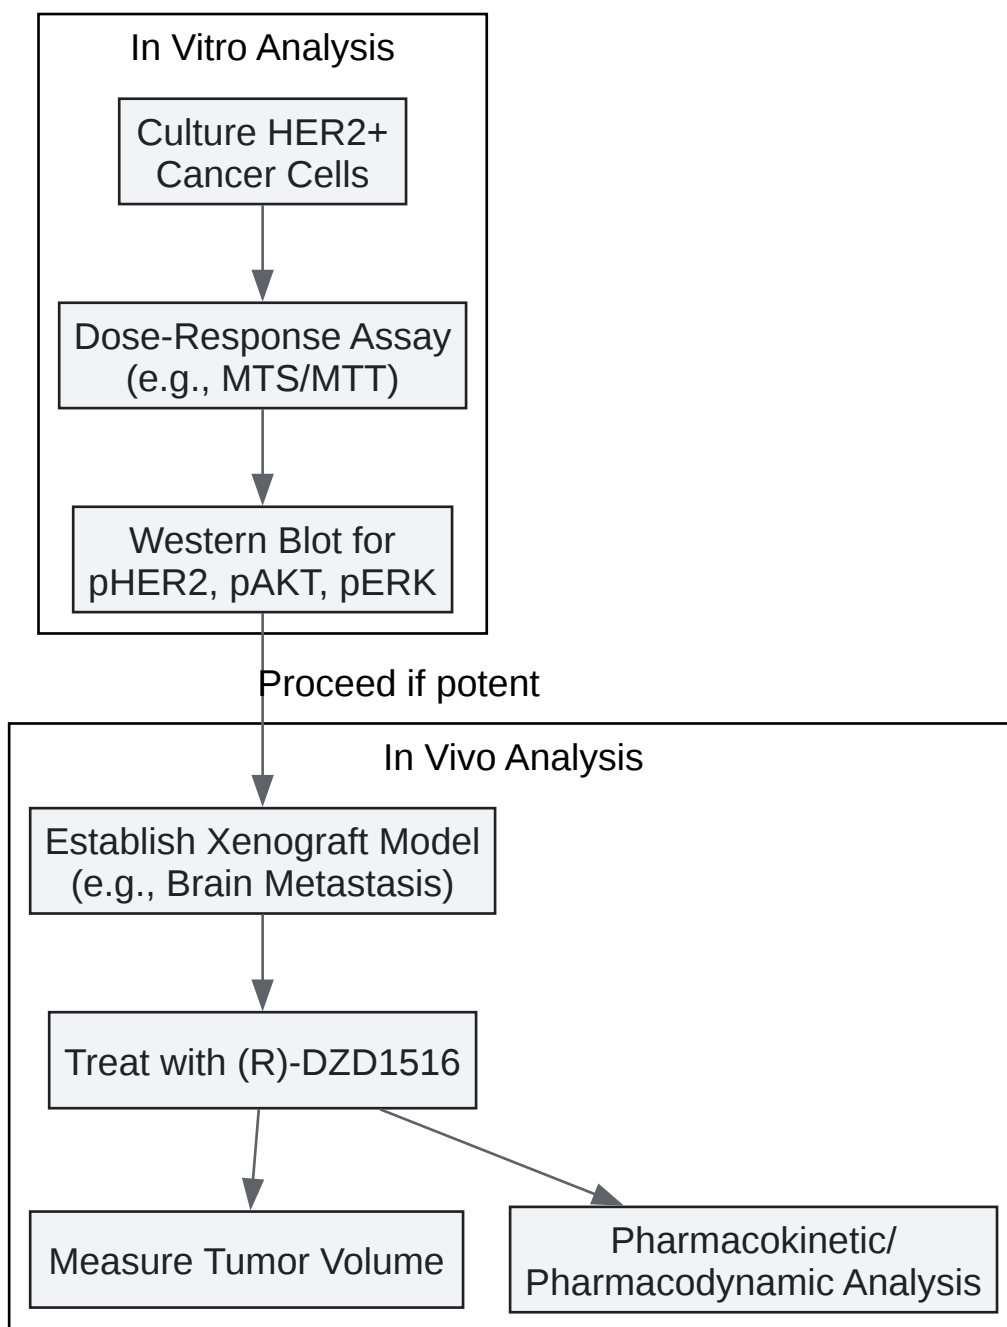 In Vitro Analysis
Culture HER2+
Cancer Cells
Dose-Response Assay
(e.g., MTS/MTT)
Western Blot for
pHER2, pAKT, pERK
Proceed if potent
In Vivo Analysis
Establish Xenograft Model
(e.g., Brain Metastasis)
Treat with (R)-DZD1516
Measure Tumor Volume
Pharmacokinetic/
Pharmacodynamic Analysis